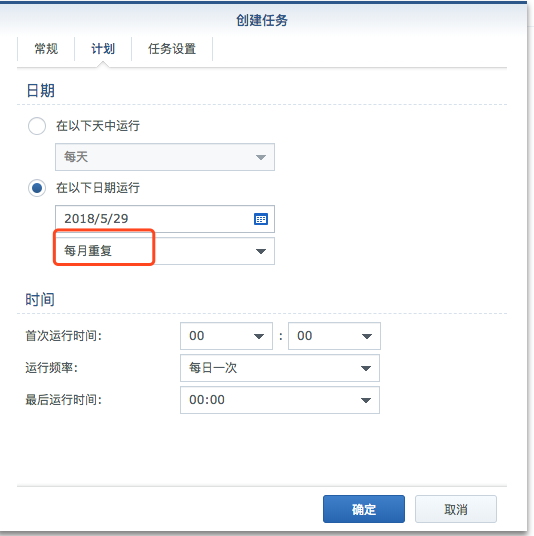 创建任务
常规 计划 任务设置
日期
在以下天中运行
每天
在以下日期运行
2018/5/29
每月重复
时间
首次运行时间: 00 : 00
运行频率: 每日一次
最后运行时间: 00:00
确定 取消